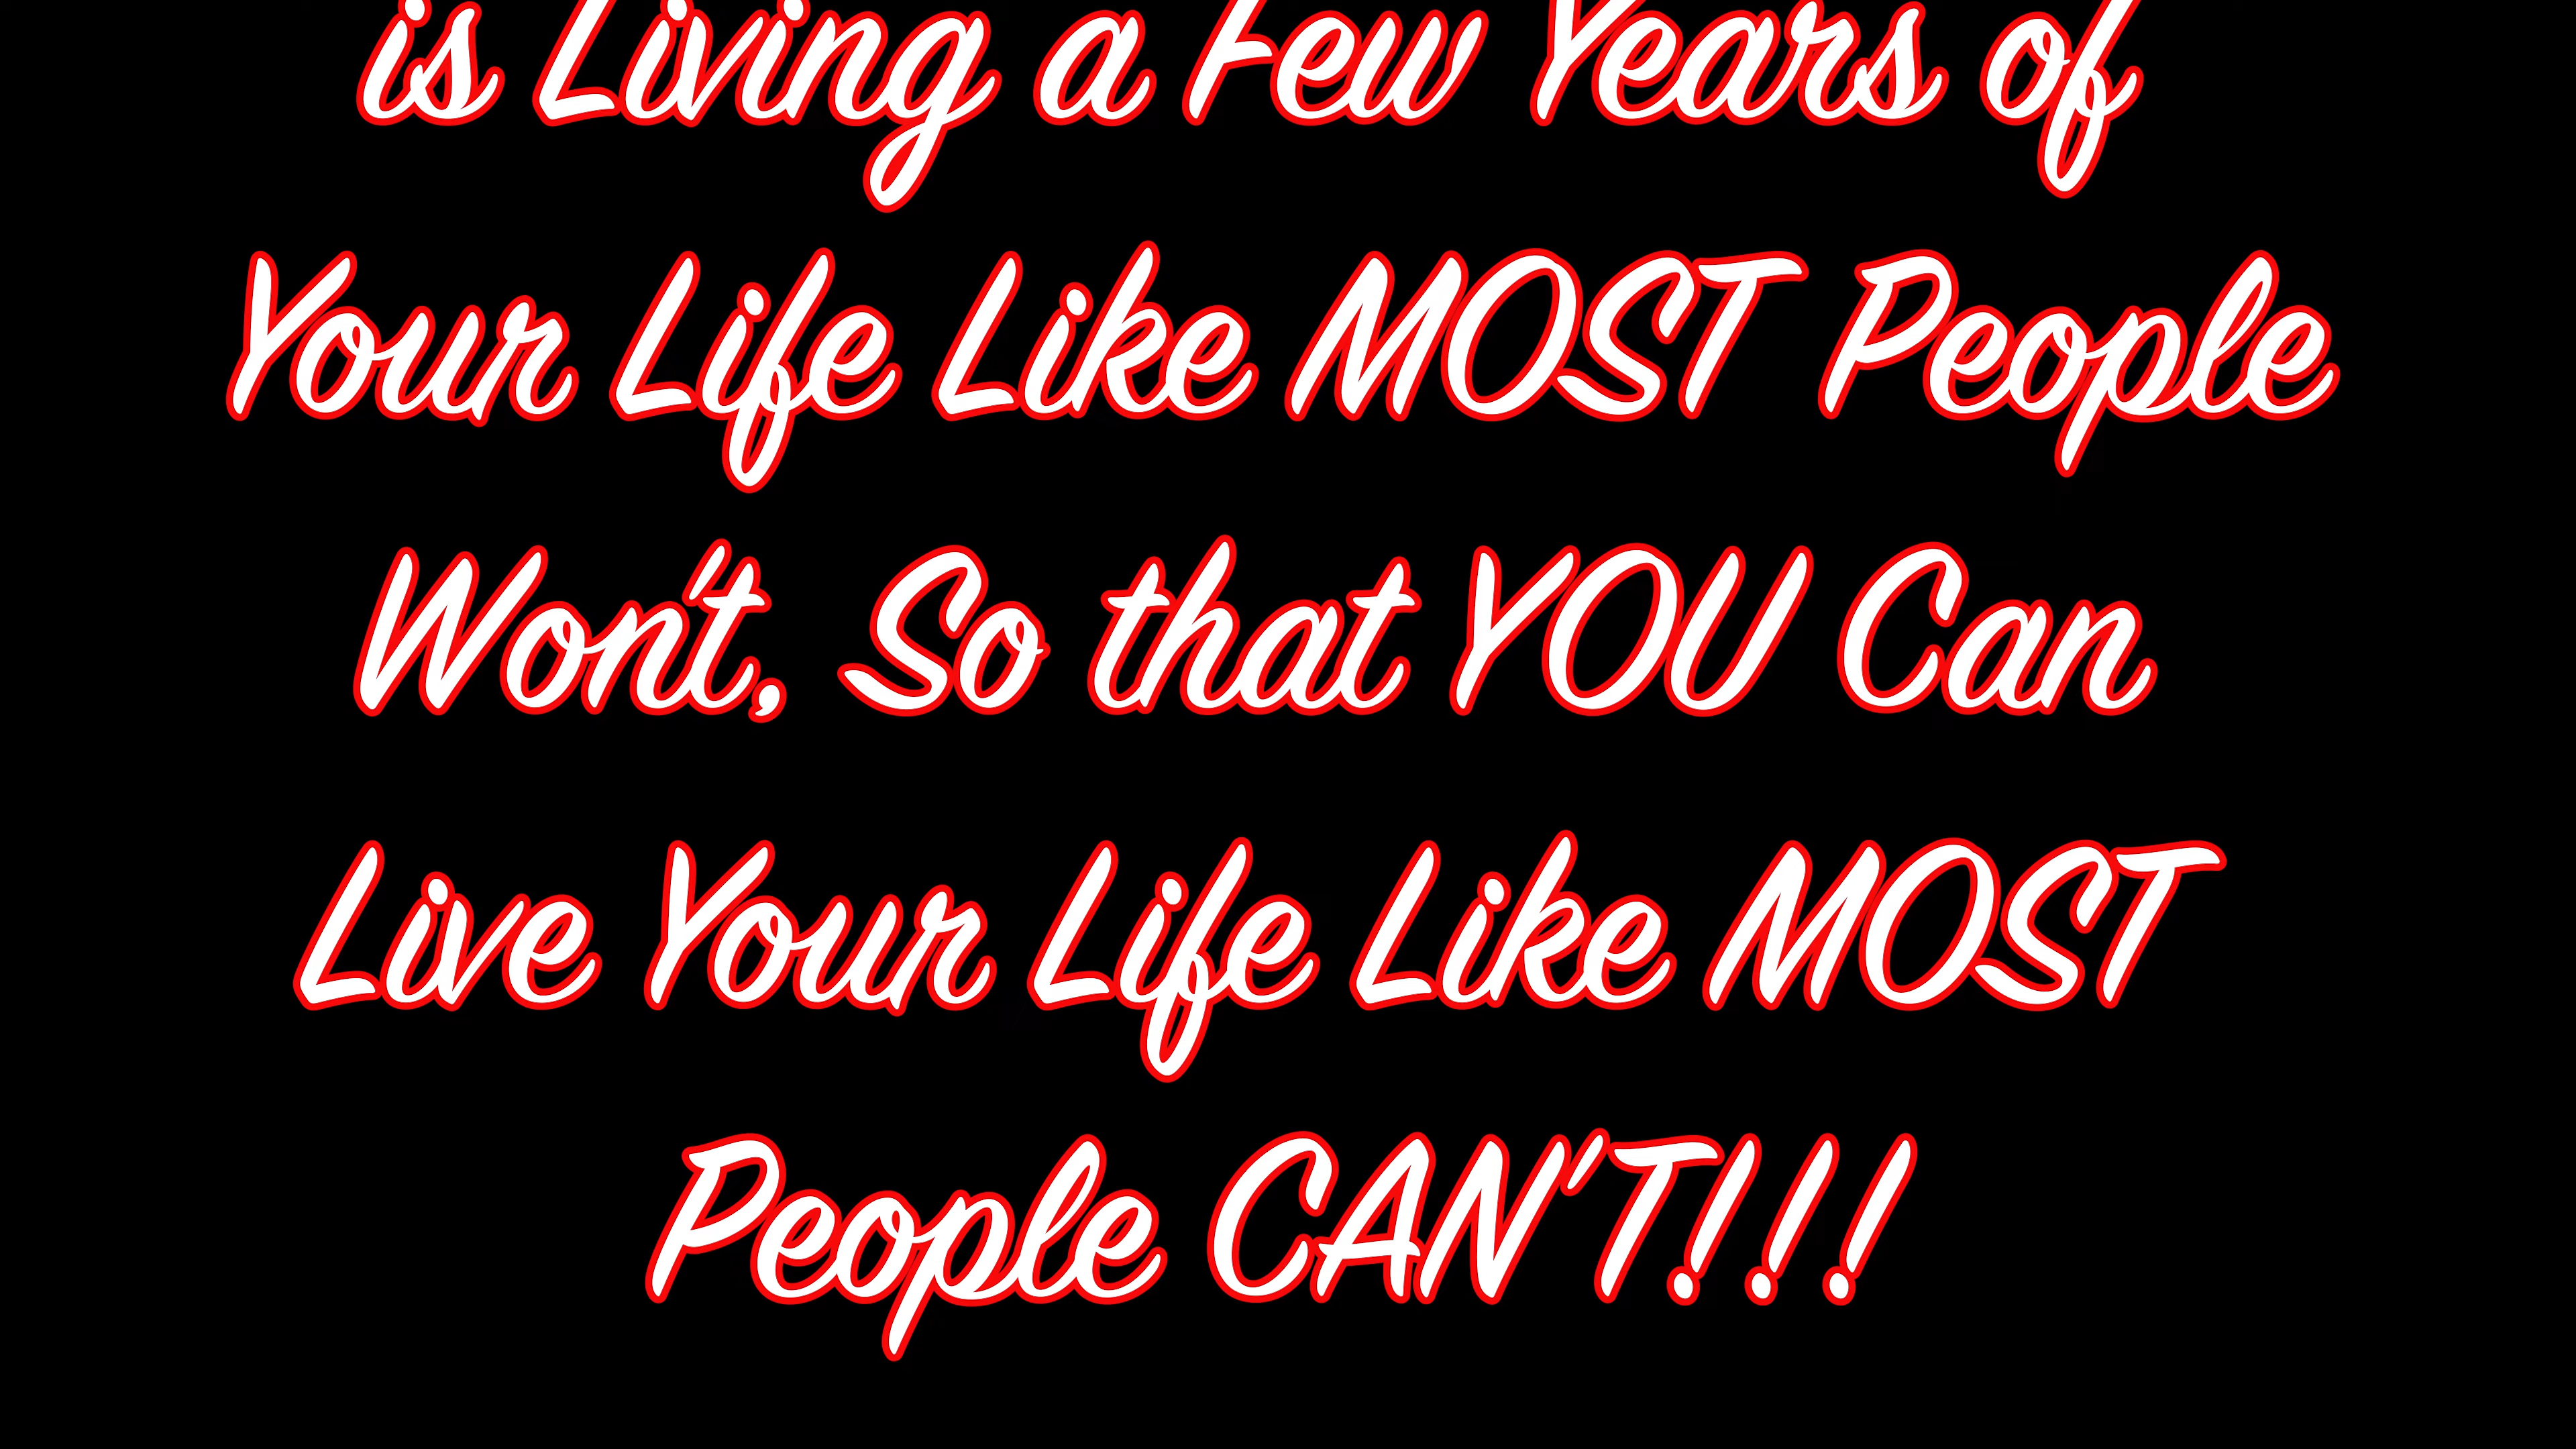 is Living a Few Years of
Your Life Like MOST People
Won't, So that YOU Can
Live Your Life Like MOST
People CAN'T!!!